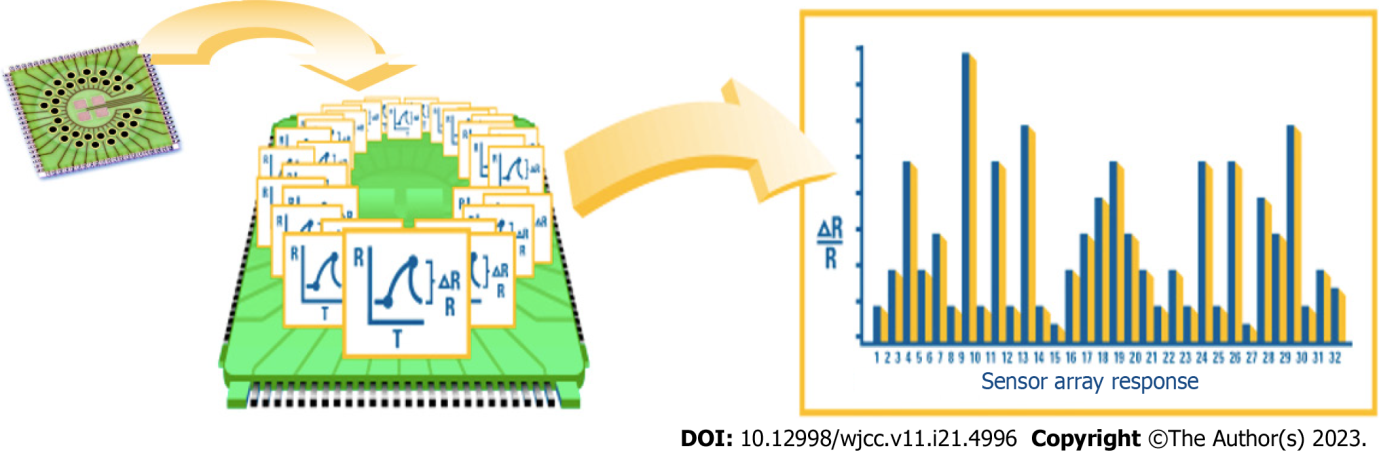 R
ΔR
R
T
R
T
ΔR
R
ΔR
R
1 2 3 4 5 6 7 8 9 10 11 12 13 14 15 16 17 18 19 20 21 22 23 24 25 26 27 28 29 30 31 32
Sensor array response
DOI: 10.12998/wjcc.v11.i21.4996 Copyright ©The Author(s) 2023.